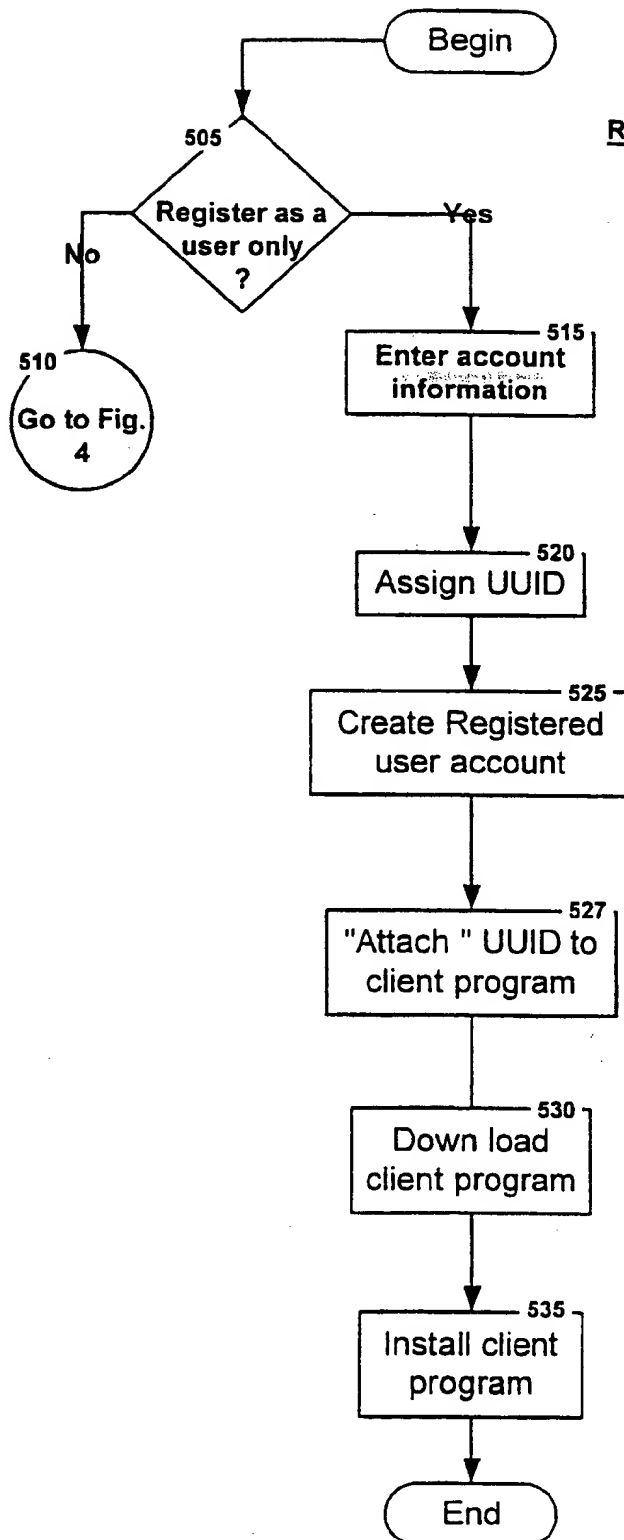 Begin
R
505
Register as a
user only
?
No
Yes
510
Go to Fig.
4
515
Enter account
information
520
Assign UUID
525
Create Registered
user account
527
"Attach " UUID to
client program
530
Down load
client program
535
Install client
program
End